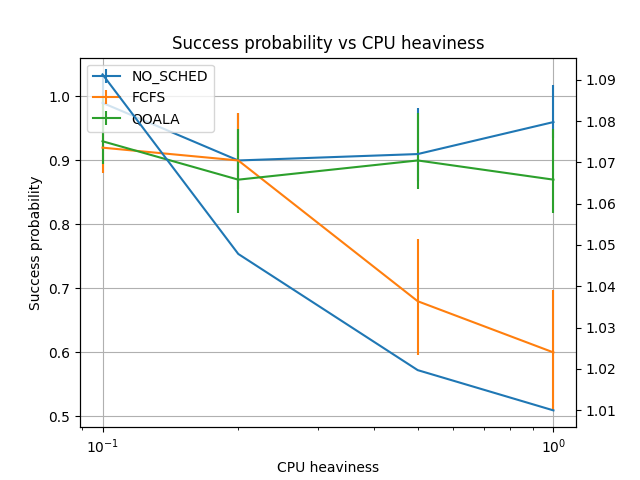 Success probability vs CPU heaviness
NO_SCHED
FCFS
QOALA
Success probability
1.0
0.9
0.8
0.7
0.6
0.5
1.09
1.08
1.07
1.06
1.05
1.04
1.03
1.02
1.01
10⁻¹
10⁰
CPU heaviness